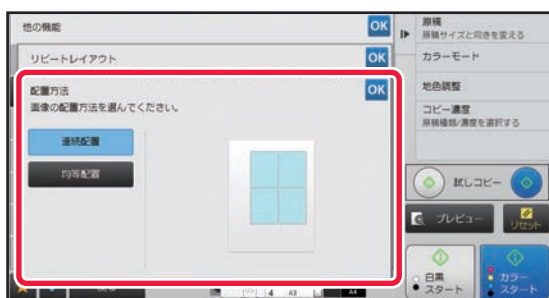 他の機能
OK
リピートレイアウト
OK
配置方法
OK
画像の配置方法を選んでください。
連続配置
均等配置
原稿
原稿サイズと向きを変える
カラーモード
地色調整
コピー濃度
原稿種類/濃度を選択する
試しコピー
プレビュー
リセット
白黒
スタート
カラー
スタート
4
A3
A4